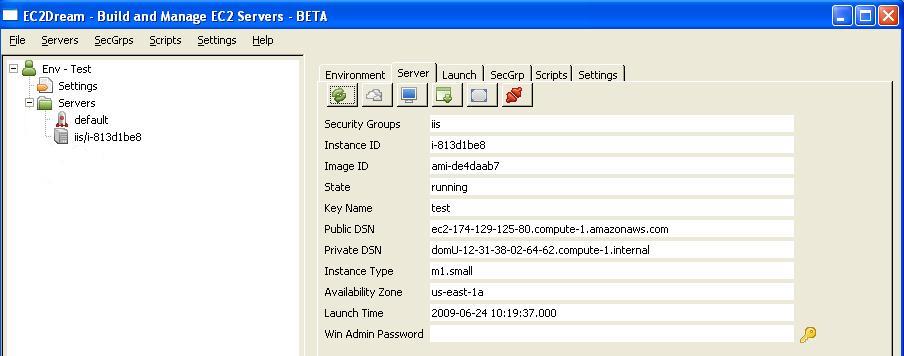 EC2Dream - Build and Manage EC2 Servers - BETA
File Servers SecGrps Scripts Settings Help
Env - Test
Settings
Servers
default
iis/i-813d1be8
Environment Server Launch SecGrp Scripts Settings
Security Groups iis
Instance ID i-813d1be8
Image ID ami-de4daab7
State running
Key Name test
Public DSN ec2-174-129-125-80.compute-1.amazonaws.com
Private DSN domU-12-31-38-02-64-62.compute-1.internal
Instance Type m1.small
Availability Zone us-east-1a
Launch Time 2009-06-24 10:19:37.000
Win Admin Password